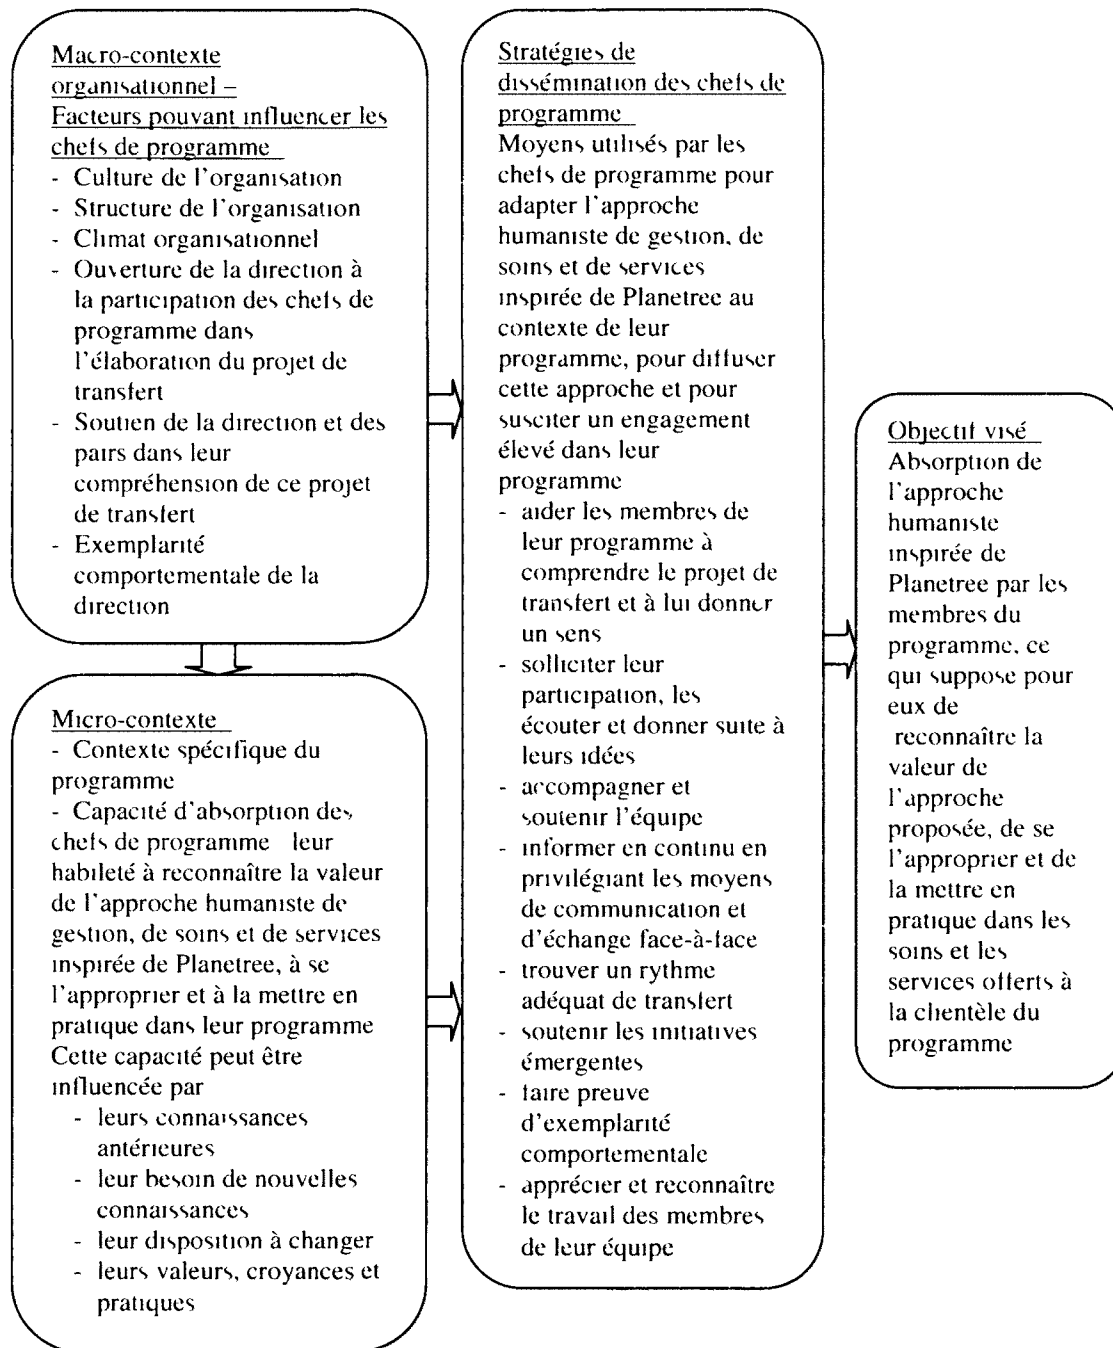 Macro-contexte
organisationnel –
Facteurs pouvant influencer les
chefs de programme
- Culture de l'organisation
- Structure de l'organisation
- Climat organisationnel
- Ouverture de la direction à
la participation des chefs de
programme dans
l'élaboration du projet de
transfert
- Soutien de la direction et des
pairs dans leur
compréhension de ce projet
de transfert
- Exemplarité
comportementale de la
direction
Micro-contexte
- Contexte spécifique du
programme
- Capacité d'absorption des
chefs de programme leur
habileté à reconnaître la valeur
de l'approche humaniste de
gestion, de soins et de services
inspirée de Planetree, à se
l'approprier et à la mettre en
pratique dans leur programme
Cette capacité peut être
influencée par
- leurs connaissances
antérieures
- leur besoin de nouvelles
connaissances
- leur disposition à changer
- leurs valeurs, croyances et
pratiques
Stratégies de
dissémination des chefs de
programme
Moyens utilisés par les
chefs de programme pour
adapter l'approche
humaniste de gestion, de
soins et de services
inspirée de Planetree au
contexte de leur
programme, pour diffuser
cette approche et pour
susciter un engagement
élevé dans leur
programme
- aider les membres de
leur programme à
comprendre le projet de
transfert et à lui donner
un sens
- solliciter leur
participation, les
écouter et donner suite à
leurs idées
- accompagner et
soutenir l'équipe
- informer en continu en
privilégiant les moyens
de communication et
d'échange face-à-face
- trouver un rythme
adéquat de transfert
- soutenir les initiatives
émergentes
- faire preuve
d'exemplarité
comportementale
- apprécier et reconnaître
le travail des membres
de leur équipe
Objectif visé
Absorption de
l'approche
humaniste
inspirée de
Planetree par les
membres du
programme, ce
qui suppose pour
eux de
reconnaître la
valeur de
l'approche
proposée, de se
l'approprier et de
la mettre en
pratique dans les
soins et les
services offerts à
la clientèle du
programme